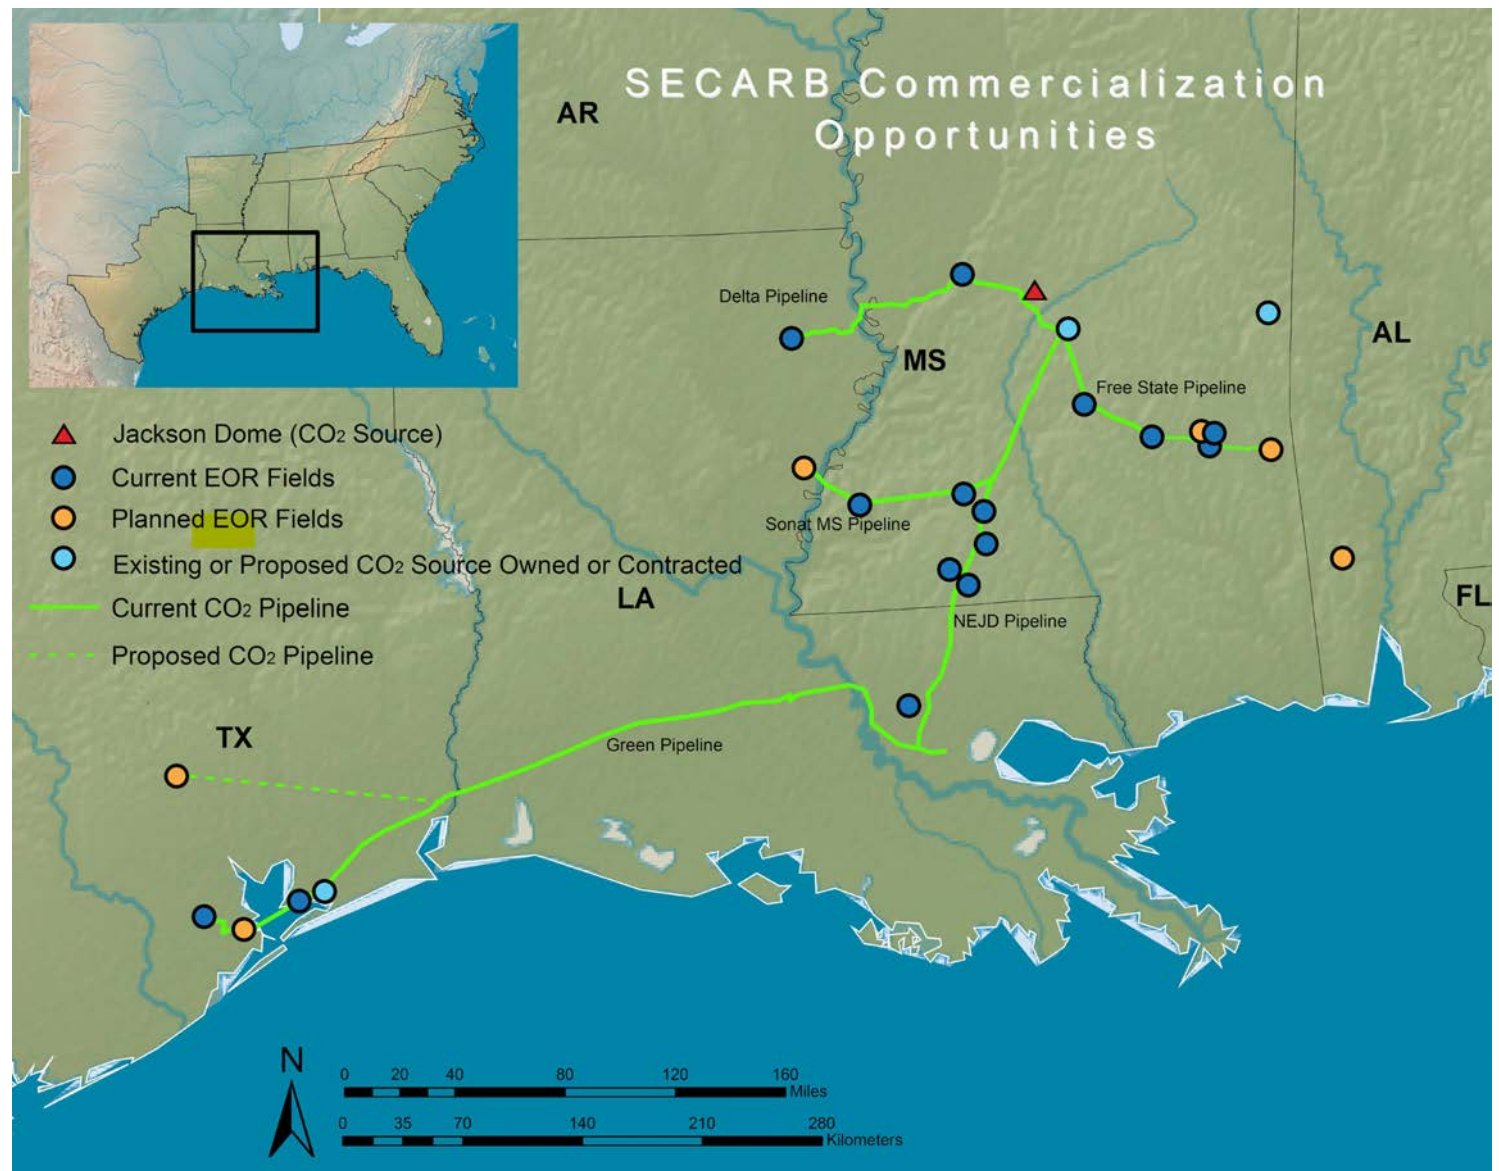 SECARB Commercialization
Opportunities
AR
Delta Pipeline
MS
AL
Free State Pipeline
Jackson Dome (CO2 Source)
Current EOR Fields
Planned EOR Fields
Sonat MS Pipeline
Existing or Proposed CO2 Source Owned or Contracted
LA
FL
Current CO2 Pipeline
NEJD Pipeline
Proposed CO2 Pipeline
TX
Green Pipeline
N
0 20 40 80 120 160
Miles
0 35 70 140 210 280
Kilometers